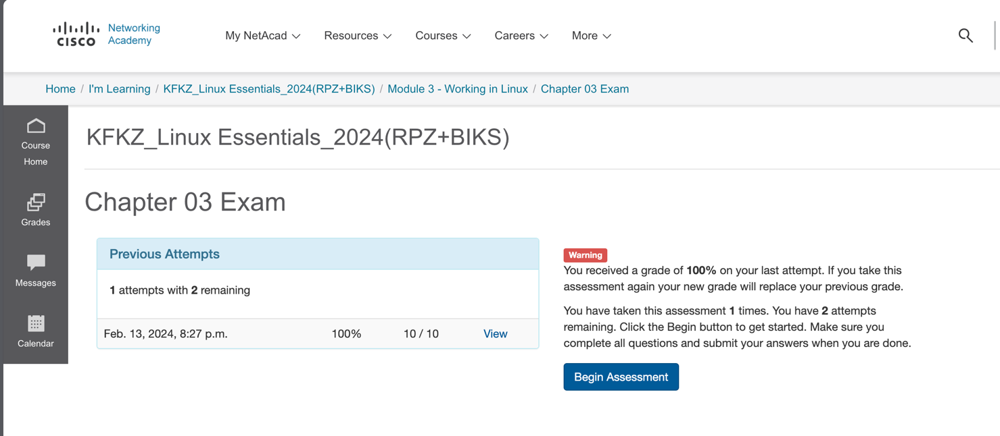 CISCO
Networking
Academy
My NetAcad
Resources
Courses
Careers
More
Home / I'm Learning / KFKZ_Linux Essentials_2024(RPZ+BIKS) / Module 3 - Working in Linux / Chapter 03 Exam
Course
Home
Grades
Messages
Calendar
KFKZ_Linux Essentials_2024(RPZ+BIKS)
Chapter 03 Exam
Previous Attempts
1 attempts with 2 remaining
Feb. 13, 2024, 8:27 p.m. 100% 10 / 10 View
Warning
You received a grade of 100% on your last attempt. If you take this
assessment again your new grade will replace your previous grade.
You have taken this assessment 1 times. You have 2 attempts
remaining. Click the Begin button to get started. Make sure you
complete all questions and submit your answers when you are done.
Begin Assessment